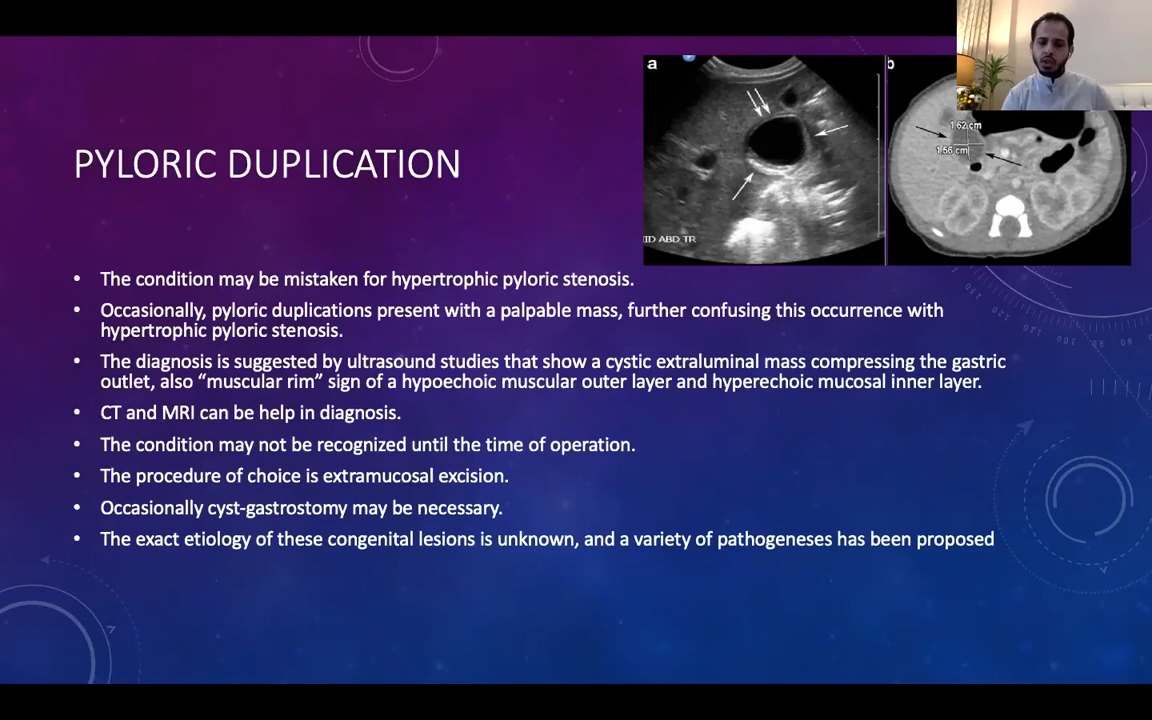 PYLORIC DUPLICATION
a
b
1.62 cm
1.56 cm
ID ABD TR
• The condition may be mistaken for hypertrophic pyloric stenosis.
• Occasionally, pyloric duplications present with a palpable mass, further confusing this occurrence with
hypertrophic pyloric stenosis.
• The diagnosis is suggested by ultrasound studies that show a cystic extraluminal mass compressing the gastric
outlet, also “muscular rim” sign of a hypoechoic muscular outer layer and hyperechoic mucosal inner layer.
• CT and MRI can be help in diagnosis.
• The condition may not be recognized until the time of operation.
• The procedure of choice is extramucosal excision.
• Occasionally cyst-gastrostomy may be necessary.
• The exact etiology of these congenital lesions is unknown, and a variety of pathogeneses has been proposed